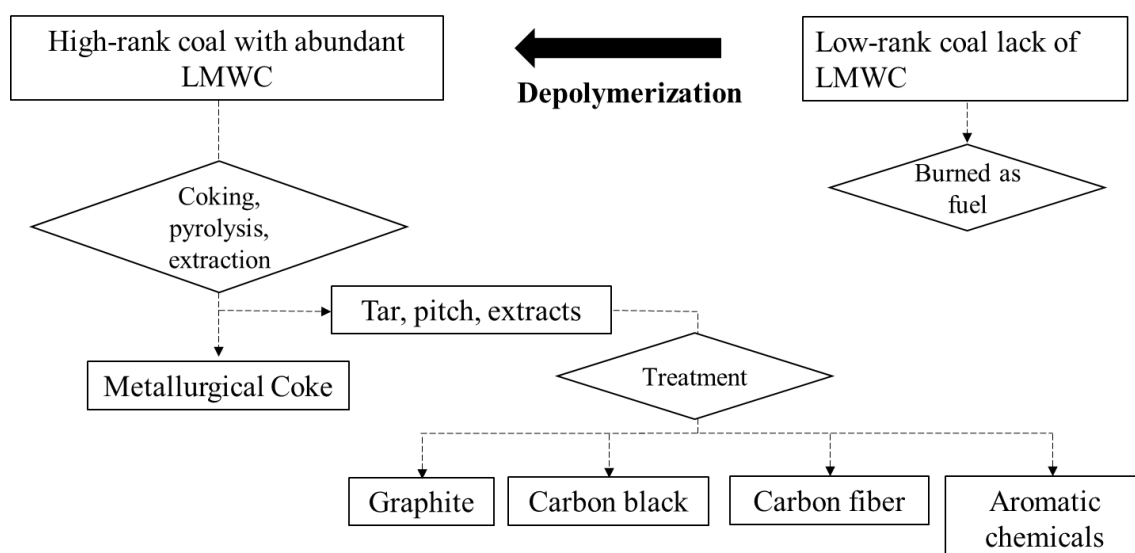 High-rank coal with abundant
LMWC
Depolymerization
Low-rank coal lack of
LMWC
Burned as
fuel
Coking,
pyrolysis,
extraction
Tar, pitch, extracts
Metallurgical Coke
Treatment
Graphite
Carbon black
Carbon fiber
Aromatic
chemicals